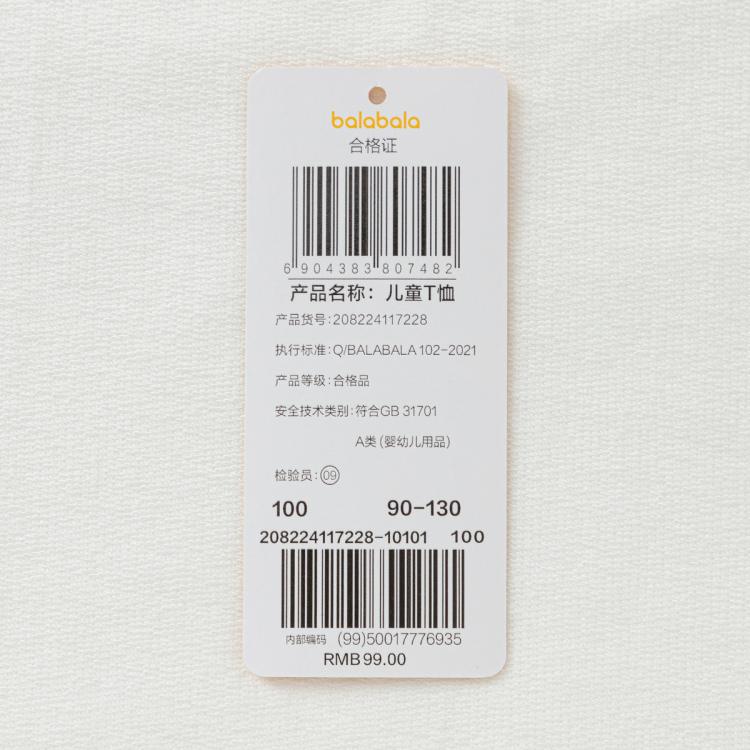 balabala
合格证
6 904383 807482
产品名称：儿童T恤
产品货号:208224117228
执行标准:Q/BALABALA 102-2021
产品等级:合格品
安全技术类别:符合GB 31701
A类 (婴幼儿用品)
检验员:09
100 90-130
208224117228-10101 100
内部编码 (99)50017776935
RMB 99.00